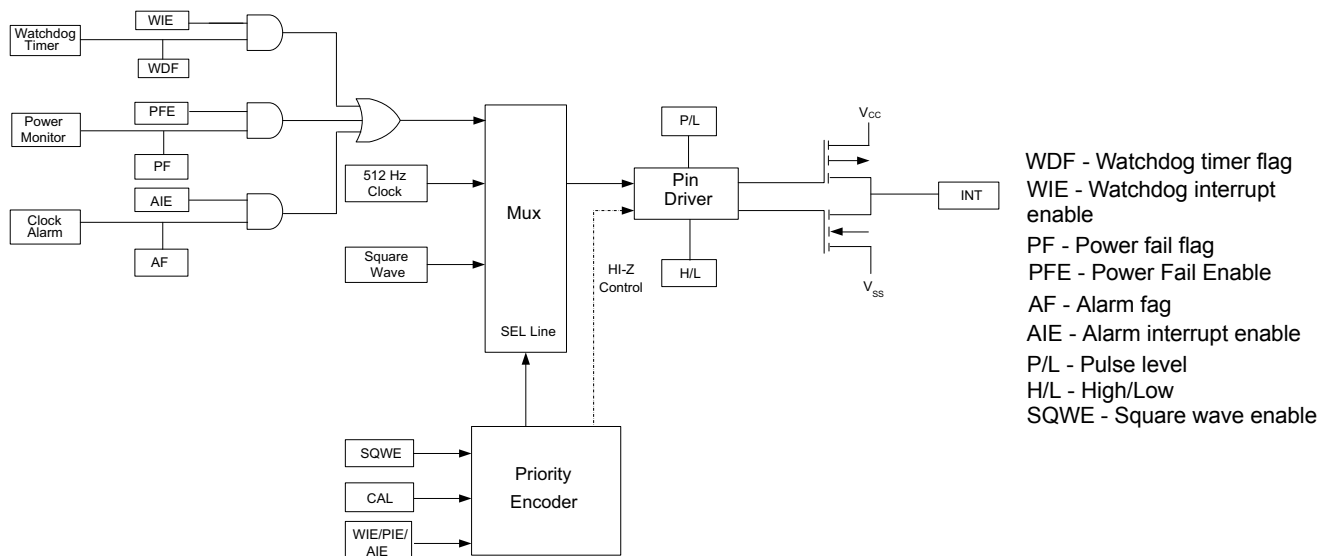 WIE
Watchdog
Timer
WDF
PFE
Power
Monitor
PF
AIE
Clock
Alarm
AF
512 Hz
Clock
Square
Wave
Mux
SEL Line
P/L
Pin
Driver
H/L
HI-Z
Control
VCC
INT
VSS
SQWE
CAL
WIE/PIE/
AIE
Priority
Encoder
WDF - Watchdog timer flag
WIE - Watchdog interrupt
enable
PF - Power fail flag
PFE - Power Fail Enable
AF - Alarm fag
AIE - Alarm interrupt enable
P/L - Pulse level
H/L - High/Low
SQWE - Square wave enable